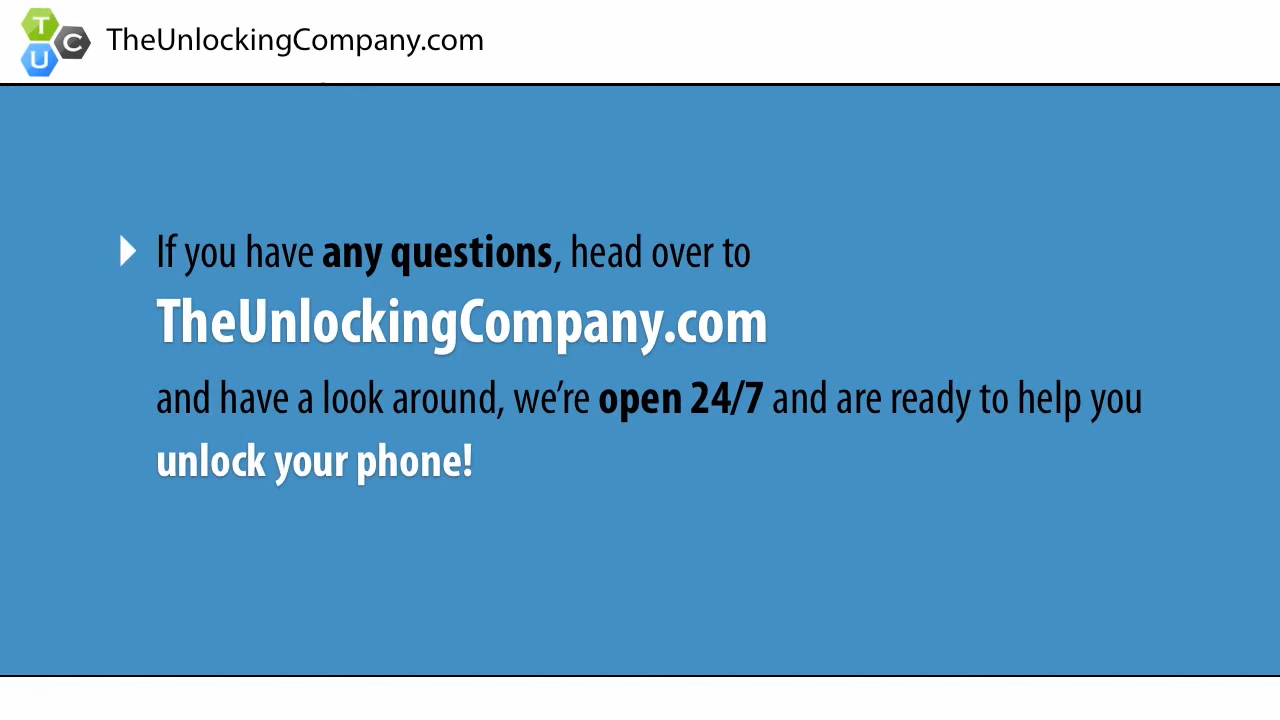 T
C
U
TheUnlockingCompany.com
If you have any questions, head over to
TheUnlockingCompany.com
and have a look around, we're open 24/7 and are ready to help you
unlock your phone!